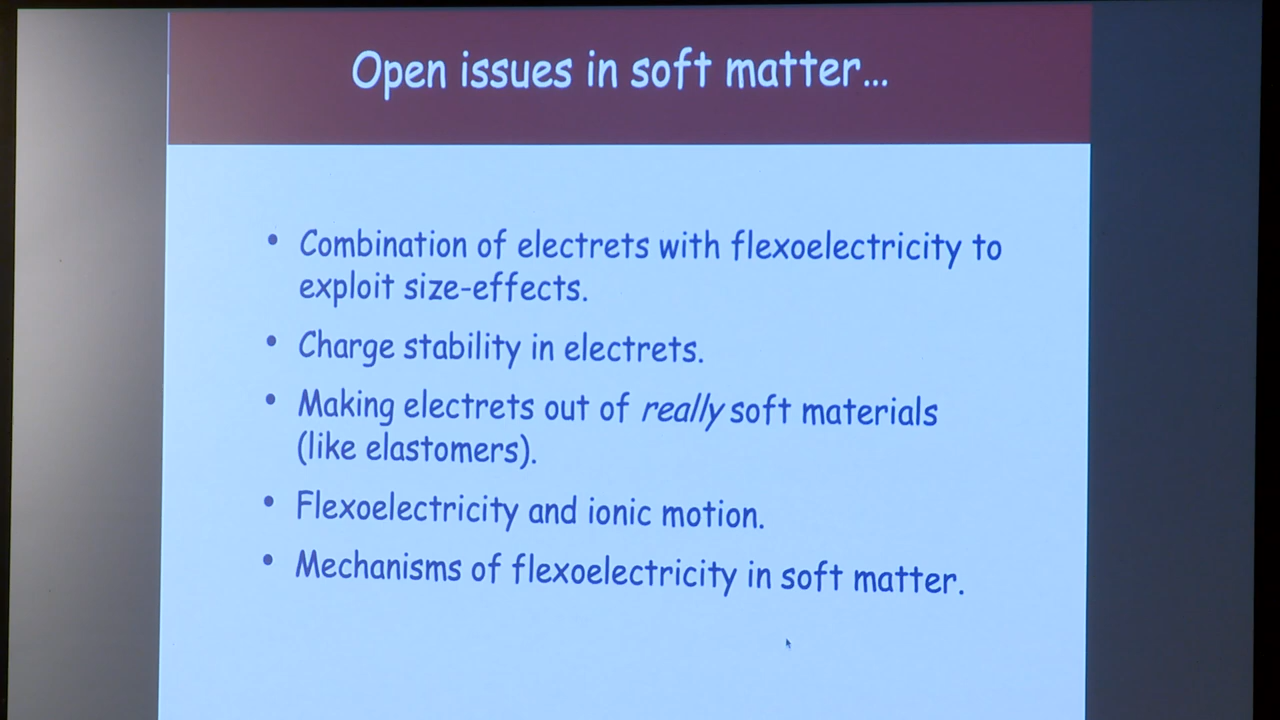 Open issues in soft matter...
• Combination of electrets with flexoelectricity to
exploit size-effects.
• Charge stability in electrets.
• Making electrets out of really soft materials
(like elastomers).
• Flexoelectricity and ionic motion.
• Mechanisms of flexoelectricity in soft matter.